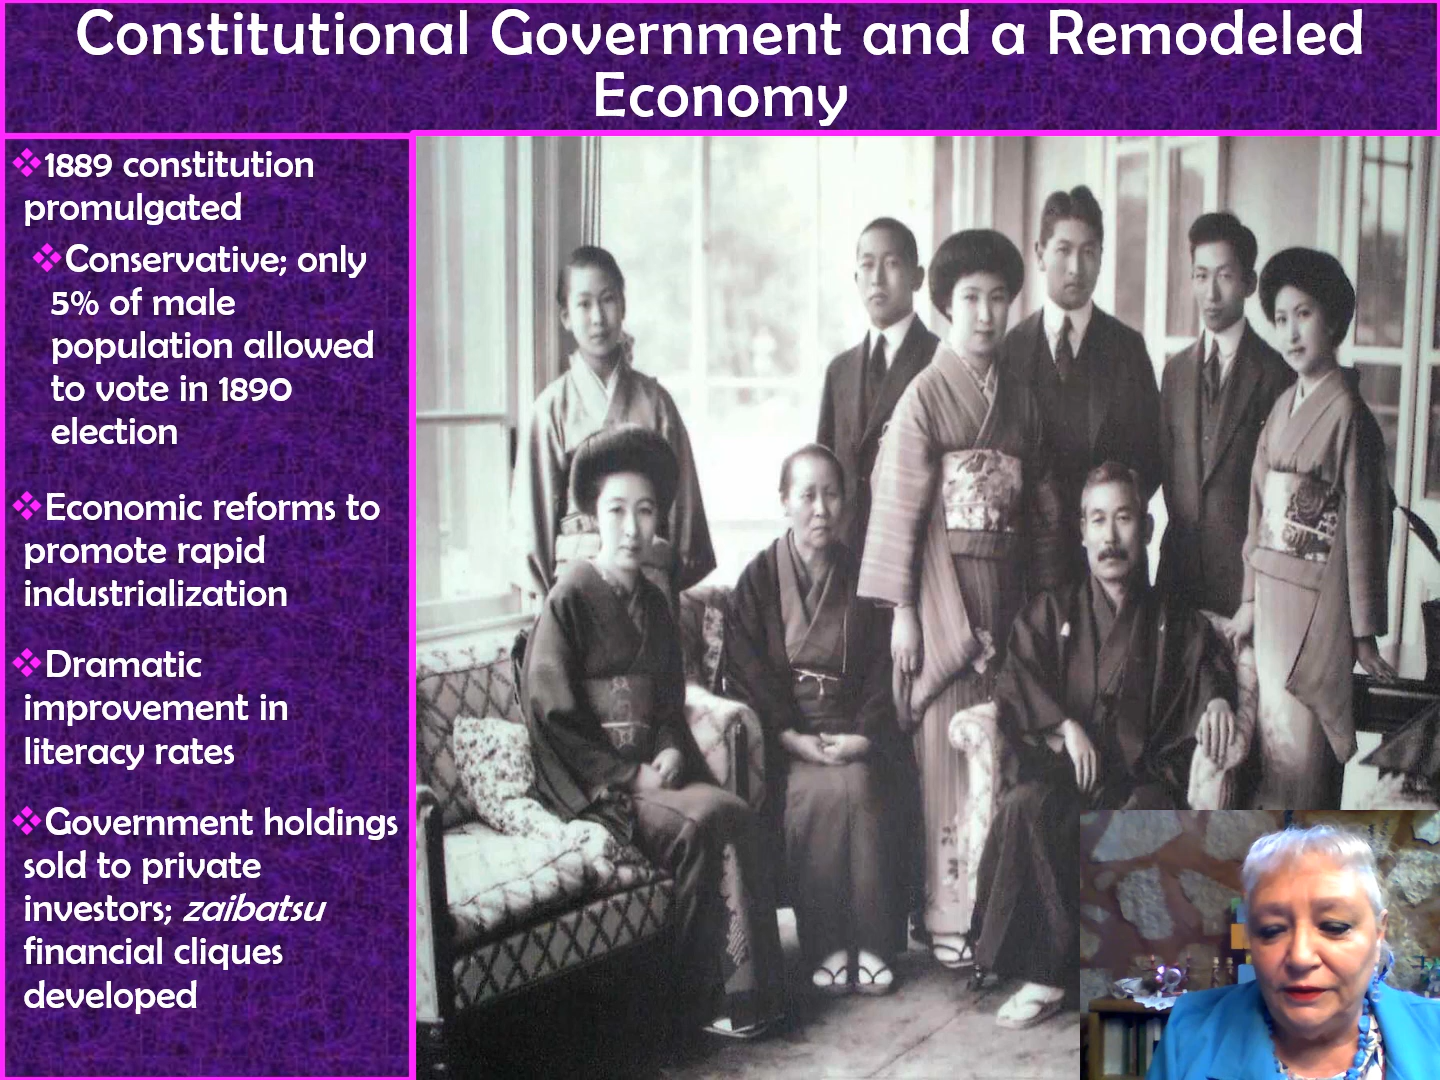 Constitutional Government and a Remodeled
Economy
❖1889 constitution
promulgated
❖Conservative; only
5% of male
population allowed
to vote in 1890
election
❖Economic reforms to
promote rapid
industrialization
❖Dramatic
improvement in
literacy rates
❖Government holdings
sold to private
investors; zaibatsu
financial cliques
developed